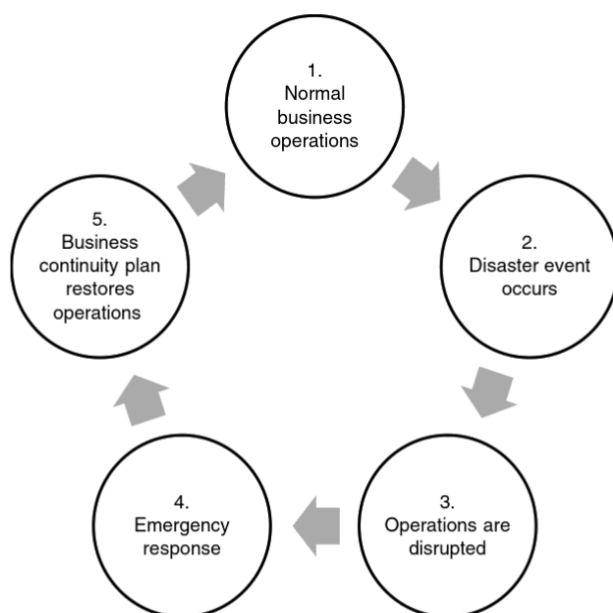 1.
Normal
business
operations
2.
Disaster event
occurs
3.
Operations are
disrupted
4.
Emergency
response
5.
Business
continuity plan
restores
operations